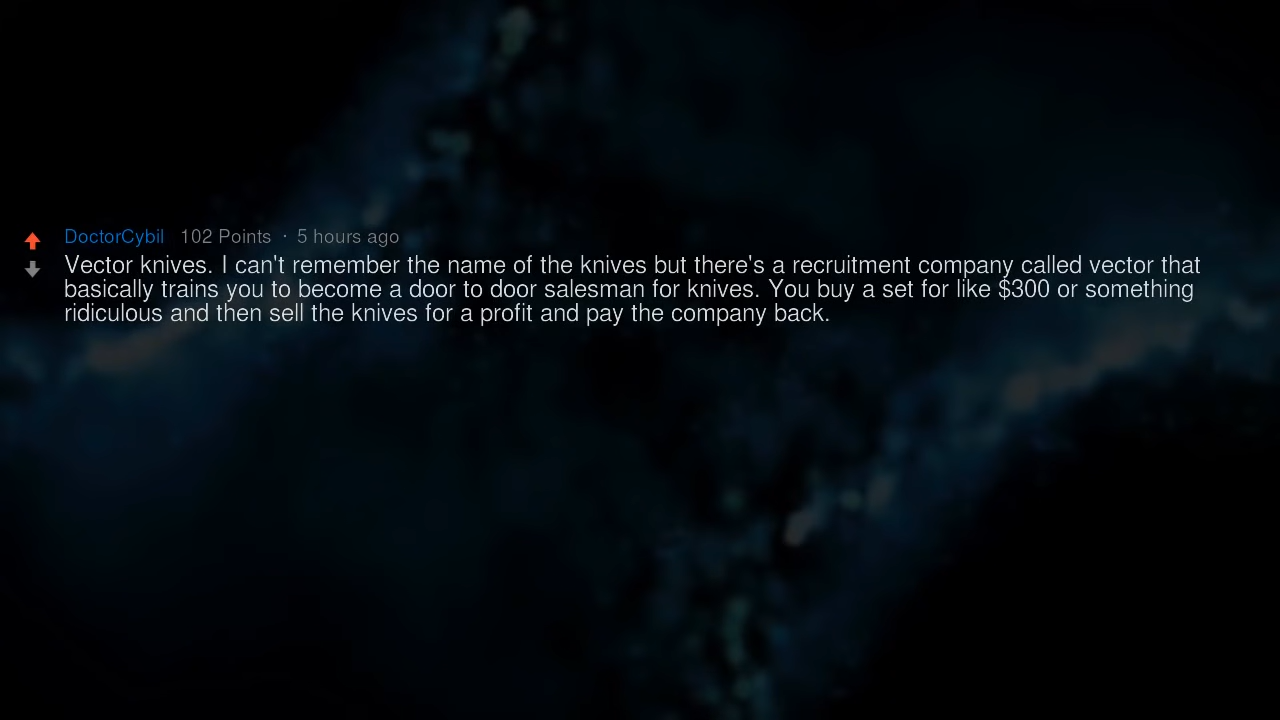 DoctorCybil 102 Points · 5 hours ago
Vector knives. I can't remember the name of the knives but there's a recruitment company called vector that
basically trains you to become a door to door salesman for knives. You buy a set for like $300 or something
ridiculous and then sell the knives for a profit and pay the company back.